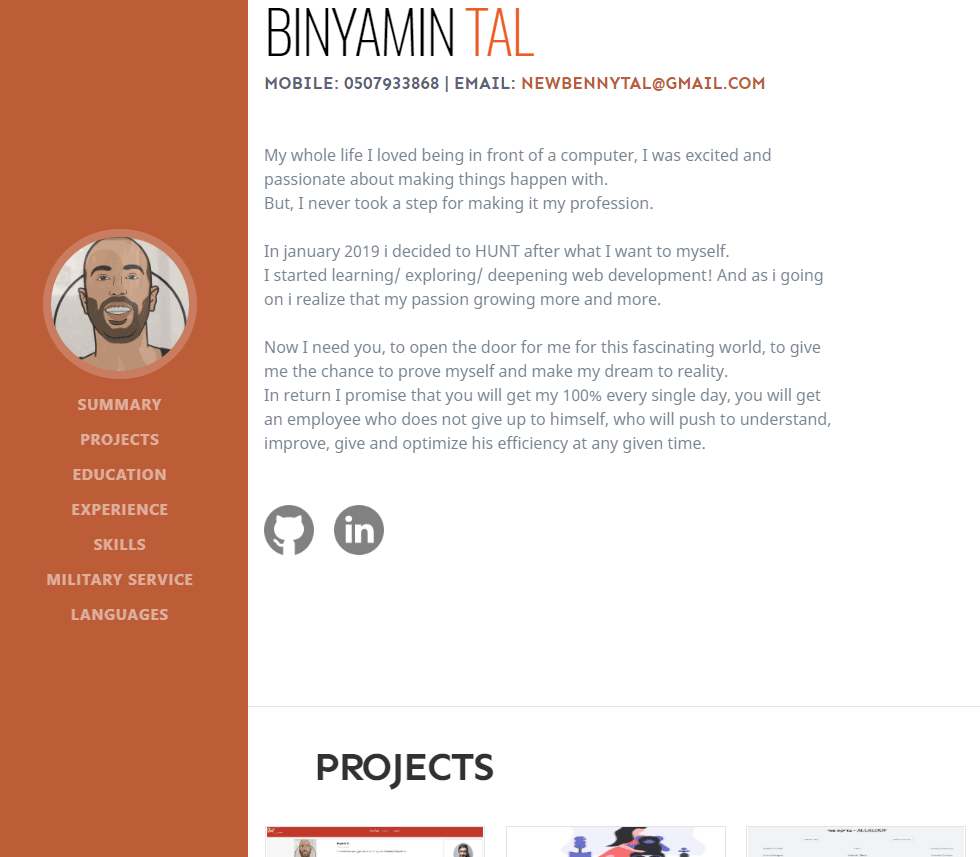 BINYAMIN TAL
MOBILE: 0507933868 | EMAIL: NEWBENNYTAL@GMAIL.COM
My whole life I loved being in front of a computer, I was excited and
passionate about making things happen with.
But, I never took a step for making it my profession.
In january 2019 i decided to HUNT after what I want to myself.
I started learning/ exploring/ deepening web development! And as i going
on i realize that my passion growing more and more.
Now I need you, to open the door for me for this fascinating world, to give
me the chance to prove myself and make my dream to reality.
In return I promise that you will get my 100% every single day, you will get
an employee who does not give up to himself, who will push to understand,
improve, give and optimize his efficiency at any given time.
in
SUMMARY
PROJECTS
EDUCATION
EXPERIENCE
SKILLS
MILITARY SERVICE
LANGUAGES
PROJECTS